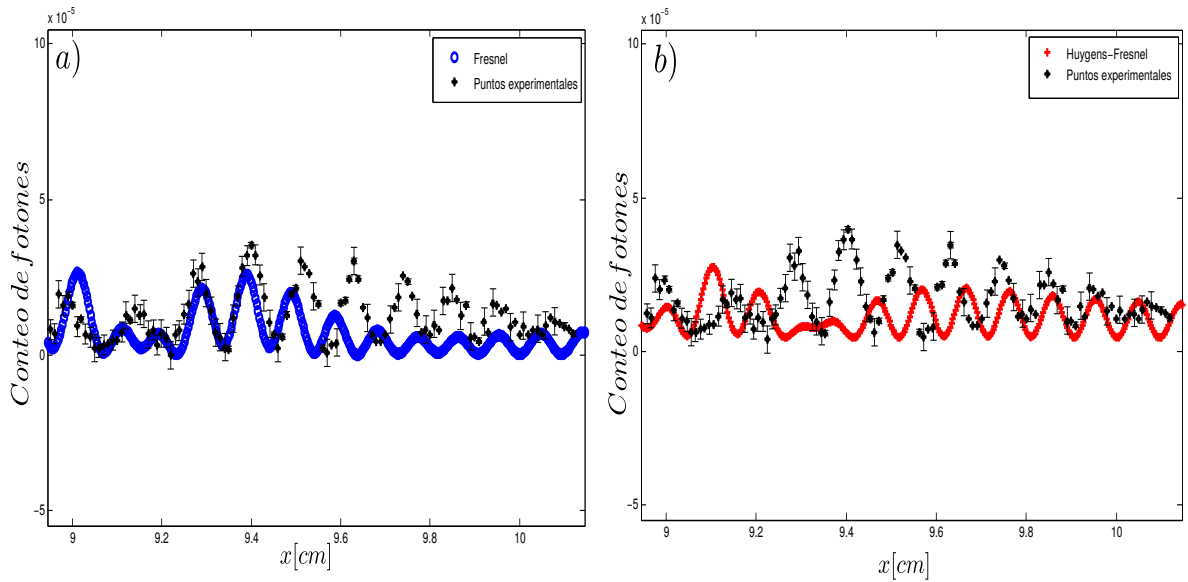 x 10⁻⁵
10
a)
Fresnel
Puntos experimentales
5
0
−5
Conteo de fotones
9
9.2
9.4
9.6
9.8
10
x[cm]
x 10⁻⁵
10
b)
Huygens−Fresnel
Puntos experimentales
5
0
−5
Conteo de fotones
9
9.2
9.4
9.6
9.8
10
x[cm]